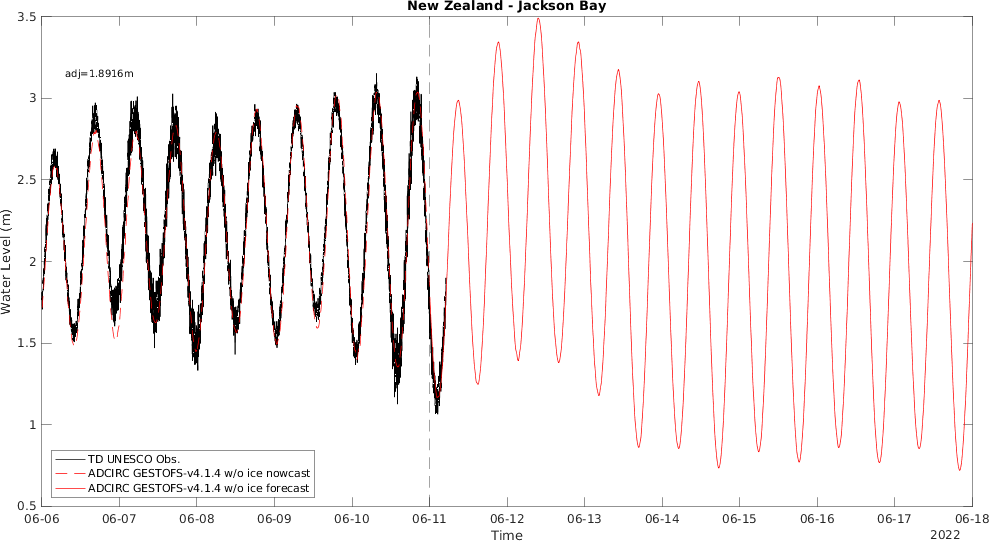 New Zealand - Jackson Bay
3.5
adj=1.8916m
3
2.5
2
1.5
1
0.5
Water Level (m)
TD UNESCO Obs.
ADCIRC GESTOFS-v4.1.4 w/o ice nowcast
ADCIRC GESTOFS-v4.1.4 w/o ice forecast
06-06 06-07 06-08 06-09 06-10 06-11 06-12 06-13 06-14 06-15 06-16 06-17 06-18
Time
2022